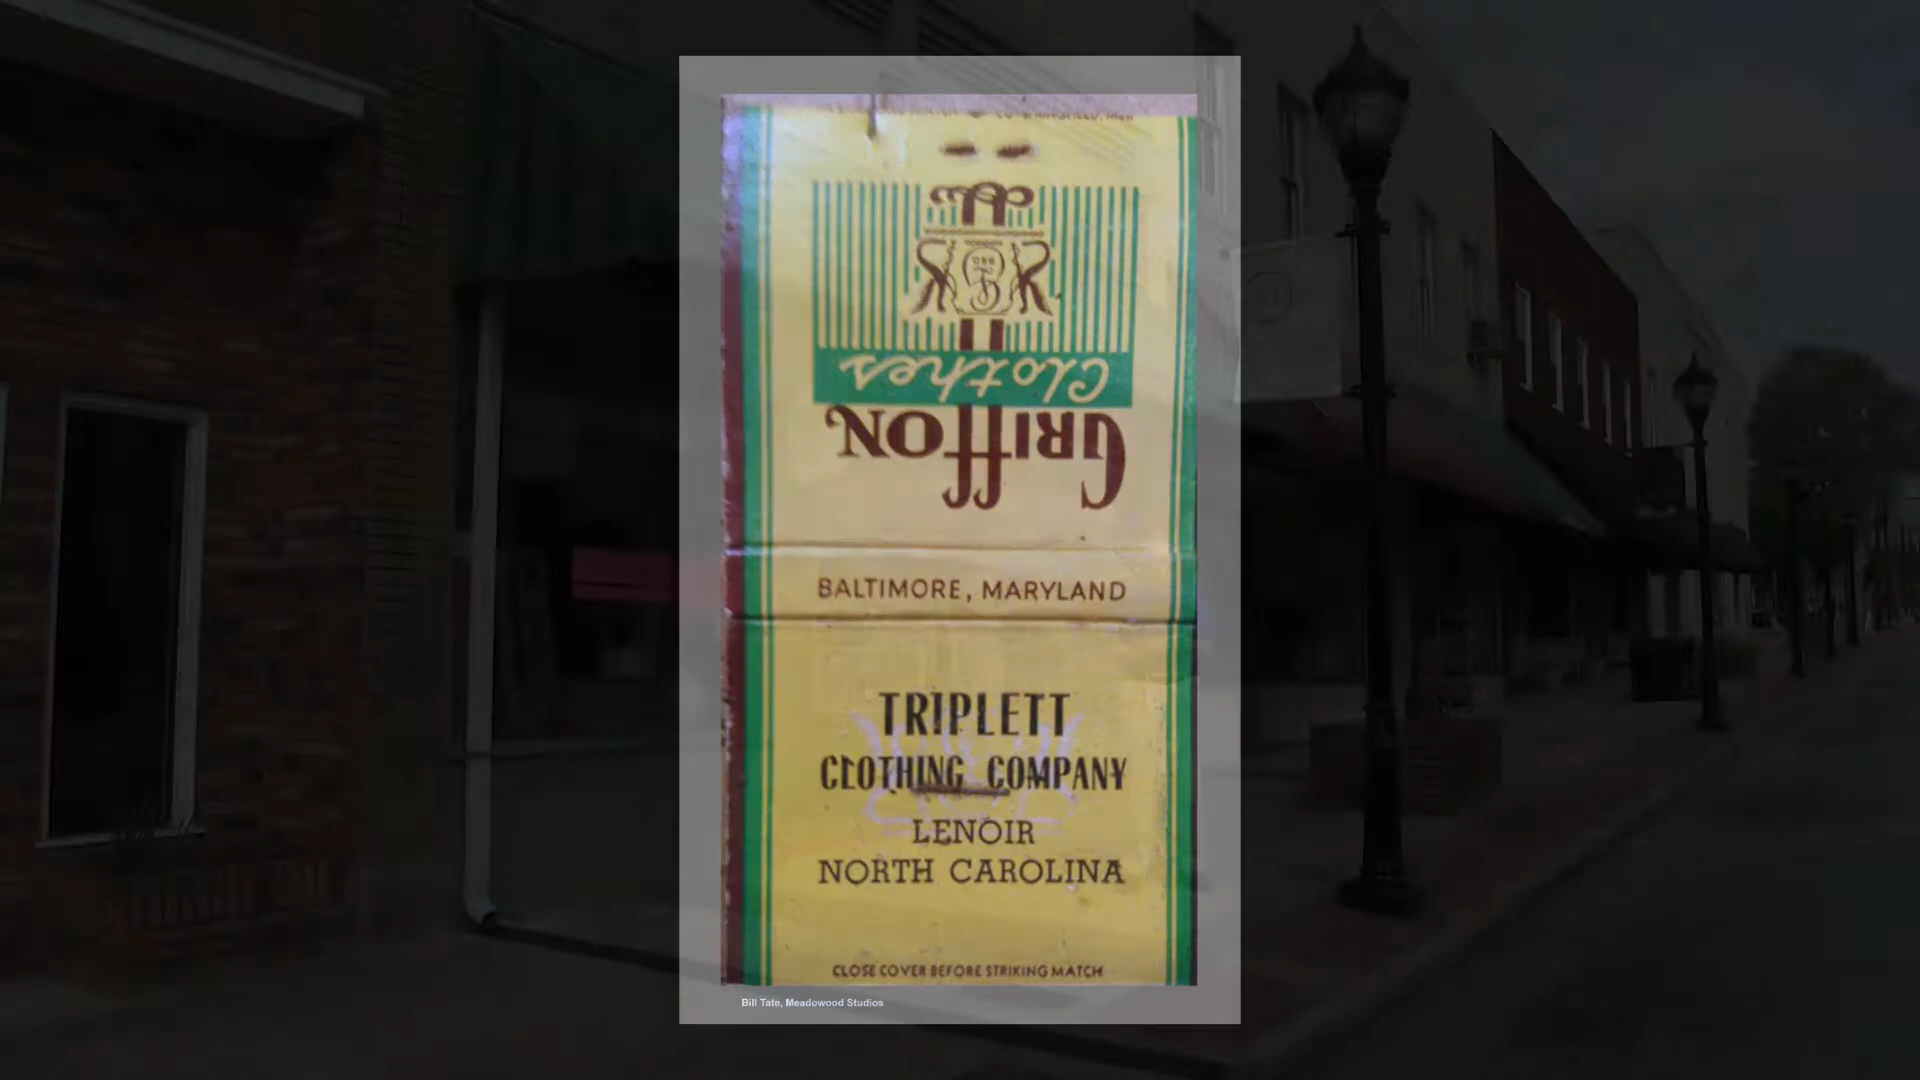 GRIFFON
Clothes
BALTIMORE, MARYLAND
TRIPLETT
CLOTHING COMPANY
LENOIR
NORTH CAROLINA
CLOSE COVER BEFORE STRIKING MATCH
Bill Tate, Meadowood Studios